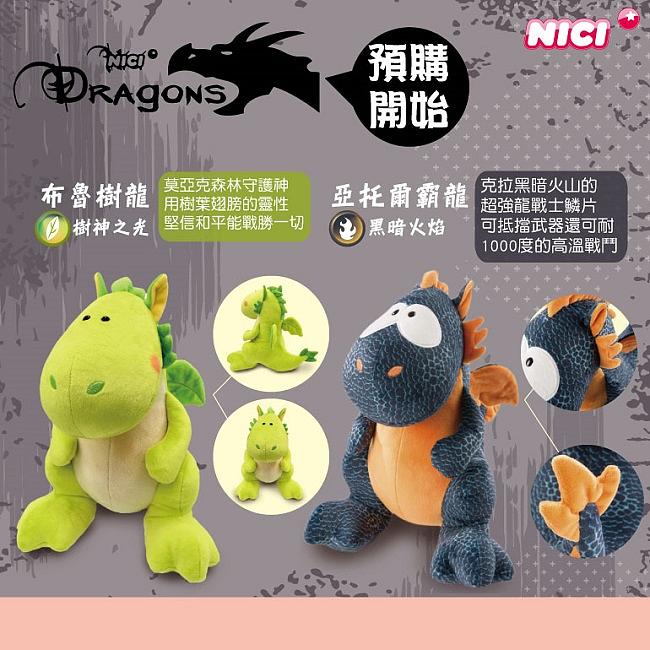 NICI
DRAGONS
預購
開始
NICI
布魯樹龍
樹神之光
莫亞克森林守護神
用樹葉翅膀的靈性
堅信和平能戰勝一切
亞托爾霸龍
黑暗火焰
克拉黑暗火山的
超強龍戰士鱗片
可抵擋武器還可耐
1000度的高溫戰鬥